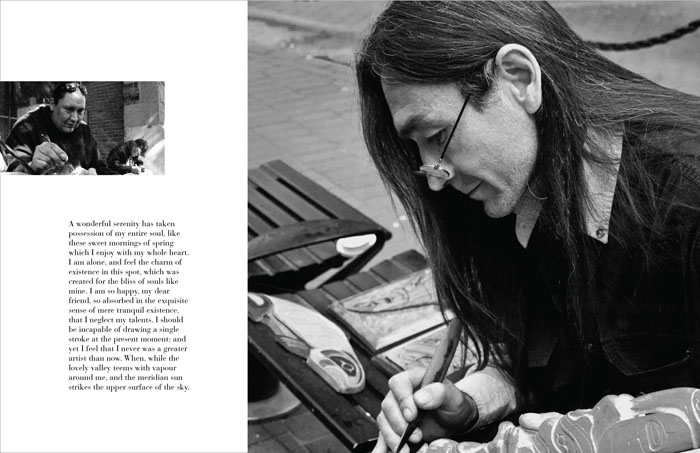 A wonderful serenity has taken
possession of my entire soul, like
these sweet mornings of spring
which I enjoy with my whole heart.
I am alone, and feel the charm of
existence in this spot, which was
created for the bliss of souls like
mine. I am so happy, my dear
friend, so absorbed in the exquisite
sense of mere tranquil existence,
that I neglect my talents. I should
be incapable of drawing a single
stroke at the present moment; and
yet I feel that I never was a greater
artist than now. When, while the
lovely valley teems with vapour
around me, and the meridian sun
strikes the upper surface of the sky.